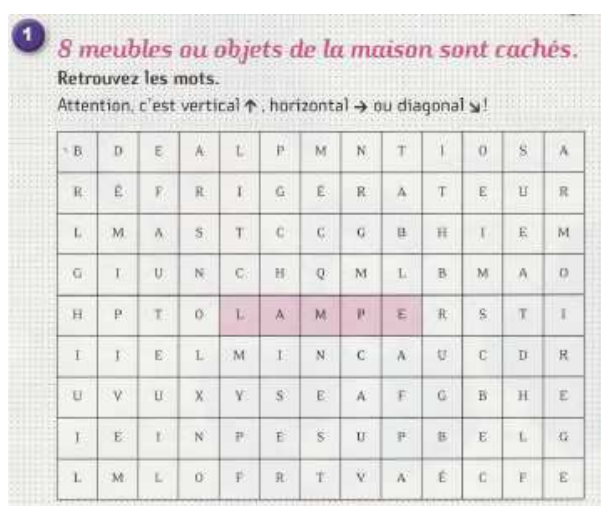 1
8 meubles ou objets de la maison sont cachés.
Retrouvez les mots.
Attention, c'est vertical ↑, horizontal → ou diagonal ↘!
B D E A L P M N T I O S A
R É F R I G É R A T E U R
L M A S T C C G B H I E M
G I U N C H Q M L B M A O
H P T O L A M P E R S T I
I J E L M I N C A U C D R
U V U X Y S E A F G B H E
J E I N P E S U P B E L G
L M L O F R T V A É C F E